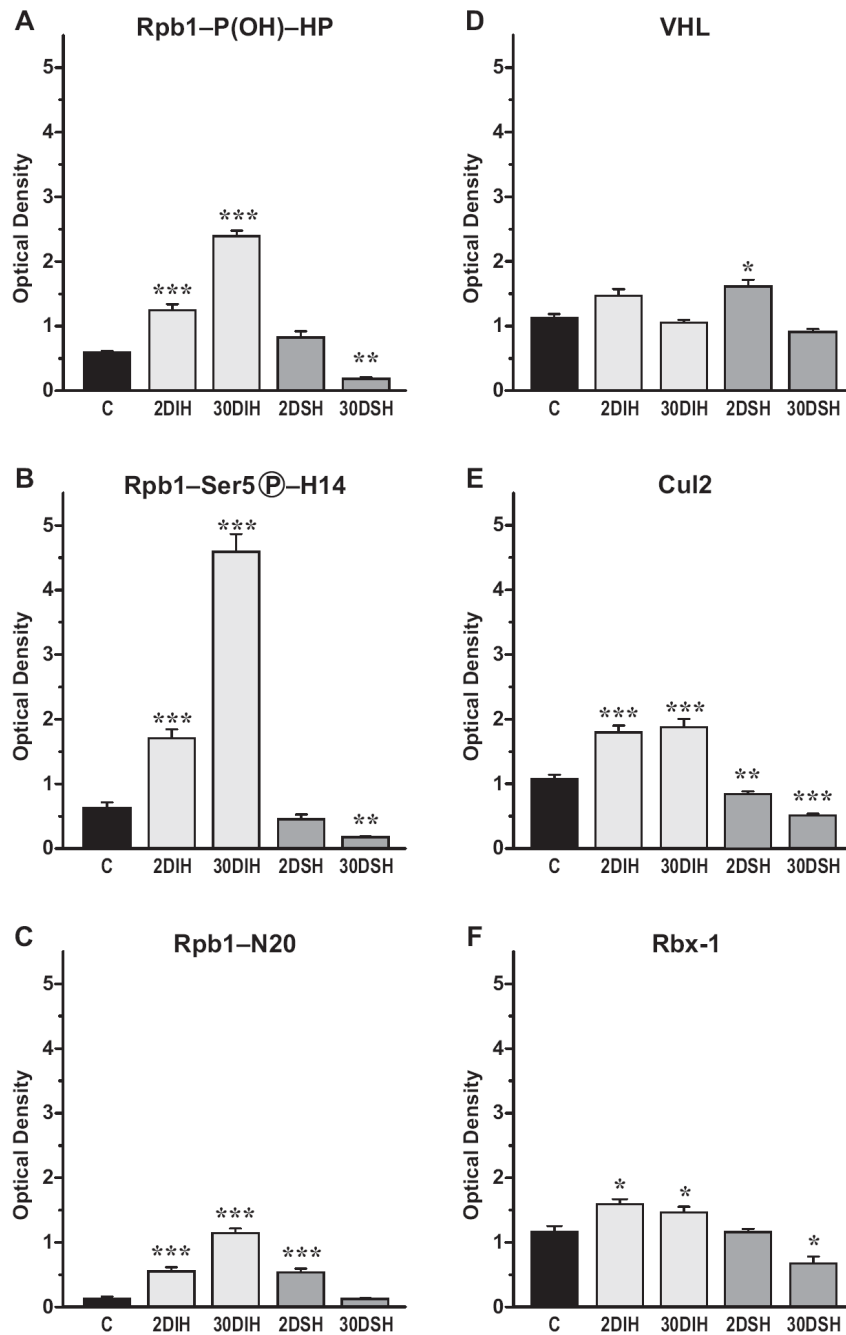 A
Rpb1–P(OH)–HP
Optical Density
5
4
3
2
1
0
***
***
**
C 2DIH 30DIH 2DSH 30DSH
B
Rpb1–Ser5Ⓟ–H14
Optical Density
5
4
3
2
1
0
***
***
**
C 2DIH 30DIH 2DSH 30DSH
C
Rpb1–N20
Optical Density
5
4
3
2
1
0
***
***
***
C 2DIH 30DIH 2DSH 30DSH
D
VHL
Optical Density
5
4
3
2
1
0
*
C 2DIH 30DIH 2DSH 30DSH
E
Cul2
Optical Density
5
4
3
2
1
0
***
***
**
***
C 2DIH 30DIH 2DSH 30DSH
F
Rbx-1
Optical Density
5
4
3
2
1
0
*
*
*
C 2DIH 30DIH 2DSH 30DSH